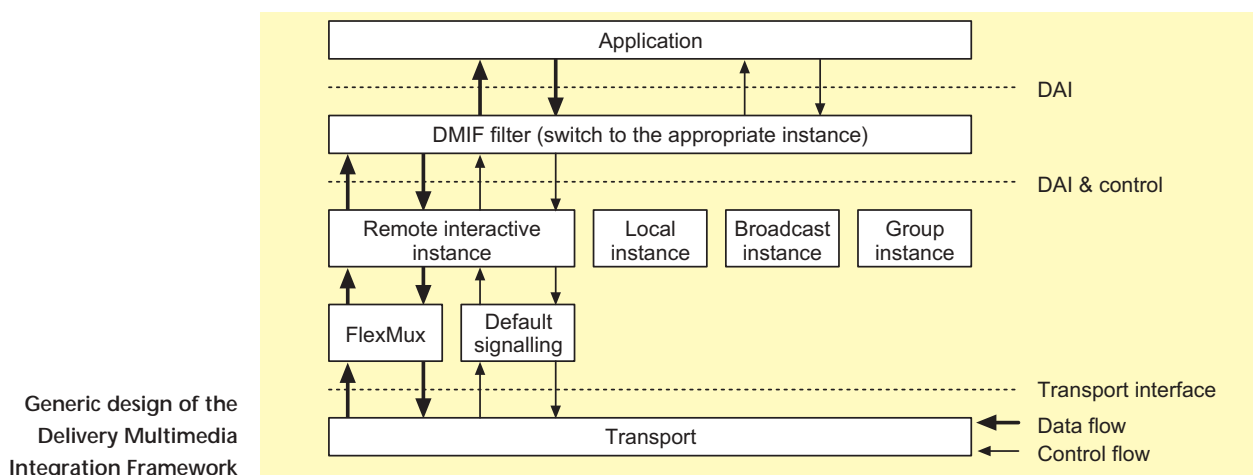 Application
DAI
DMIF filter (switch to the appropriate instance)
DAI & control
Remote interactive
instance
Local
instance
Broadcast
instance
Group
instance
FlexMux
Default
signalling
Transport interface
Generic design of the
Delivery Multimedia
Integration Framework
Transport
Data flow
Control flow